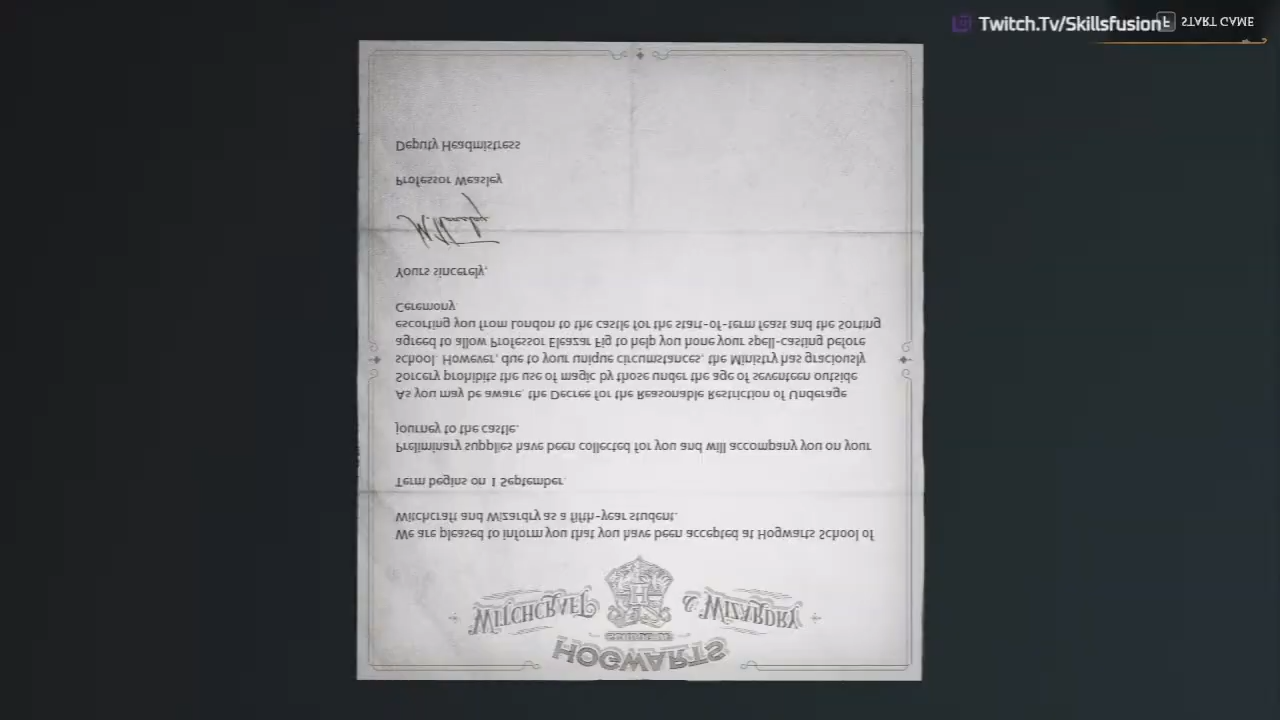 Twitch.Tv/Skillsfusion
F START GAME
HOGWARTS
WITCHCRAFT & WIZARDRY
We are pleased to inform you that you have been accepted at Hogwarts School of
Witchcraft and Wizardry as a fifth-year student.
Term begins on 1 September.
Preliminary supplies have been collected for you and will accompany you on your
journey to the castle.
As you may be aware, the Decree for the Reasonable Restriction of Underage
Sorcery prohibits the use of magic by those under the age of seventeen outside
school. However, due to your unique circumstances, the Ministry has graciously
agreed to allow Professor Eleazar Fig to help you hone your spell-casting before
escorting you from London to the castle for the start-of-term feast and the Sorting
Ceremony.
Yours sincerely,
Professor Weasley
Deputy Headmistress